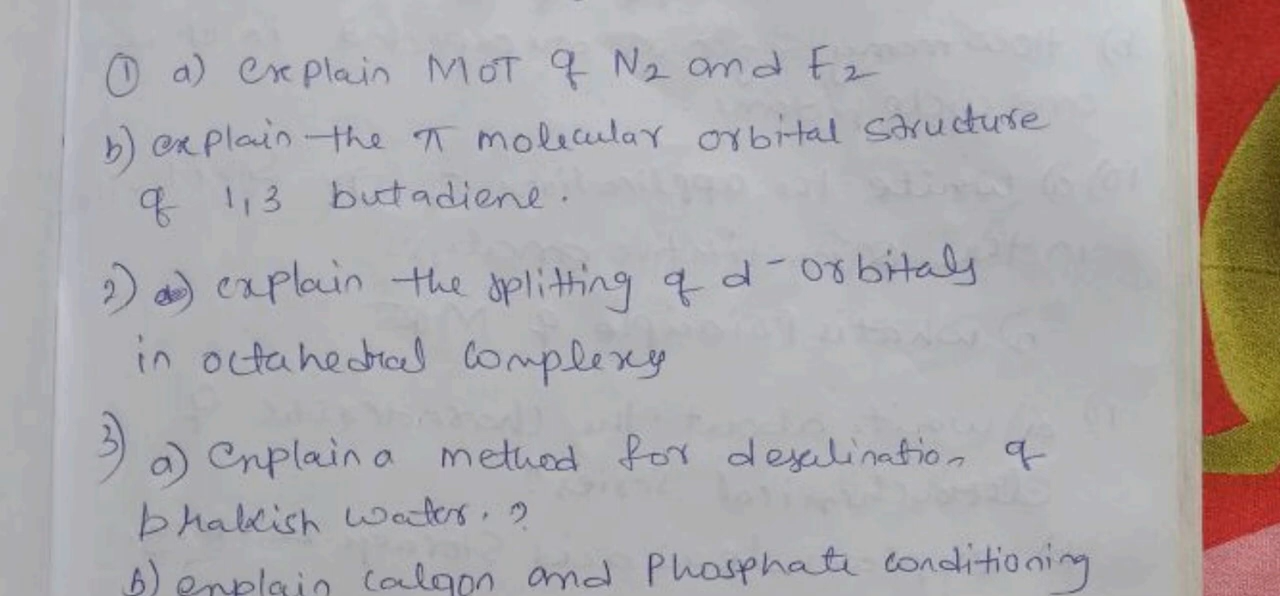 ① a) explain MOT of N2 and F2
b) explain the π molecular orbital structure
of 1,3 butadiene.
2) a) explain the splitting of d-orbitals
in octahedral complexes
3) a) Explain a method for desalination of
brakish water.?
b) explain calgon and Phosphate conditioning